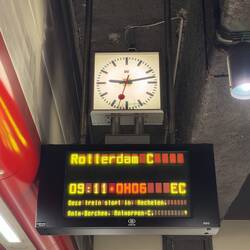 Rotterdam C
09:11 +0H06 EC
Deze trein stopt in: Mechelen,
Antw-Berchem, Antwerpen-C,